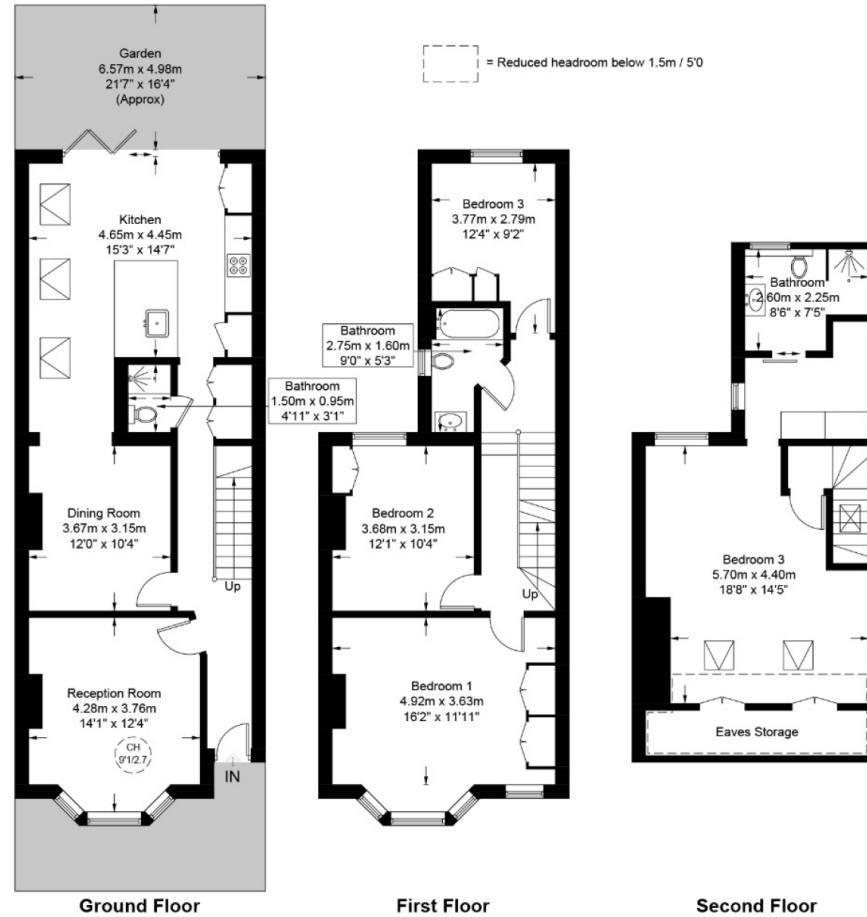 Garden
6.57m x 4.98m
21'7" x 16'4"
(Approx)
= Reduced headroom below 1.5m / 5'0
Kitchen
4.65m x 4.45m
15'3" x 14'7"
Bathroom
1.50m x 0.95m
4'11" x 3'1"
Dining Room
3.67m x 3.15m
12'0" x 10'4"
Up
Reception Room
4.28m x 3.76m
14'1" x 12'4"
CH
9'1/2.7
IN
Ground Floor
Bedroom 3
3.77m x 2.79m
12'4" x 9'2"
Bathroom
2.75m x 1.60m
9'0" x 5'3"
Bedroom 2
3.68m x 3.15m
12'1" x 10'4"
Up
Bedroom 1
4.92m x 3.63m
16'2" x 11'11"
First Floor
Bathroom
2.60m x 2.25m
8'6" x 7'5"
Bedroom 3
5.70m x 4.40m
18'8" x 14'5"
Eaves Storage
Second Floor